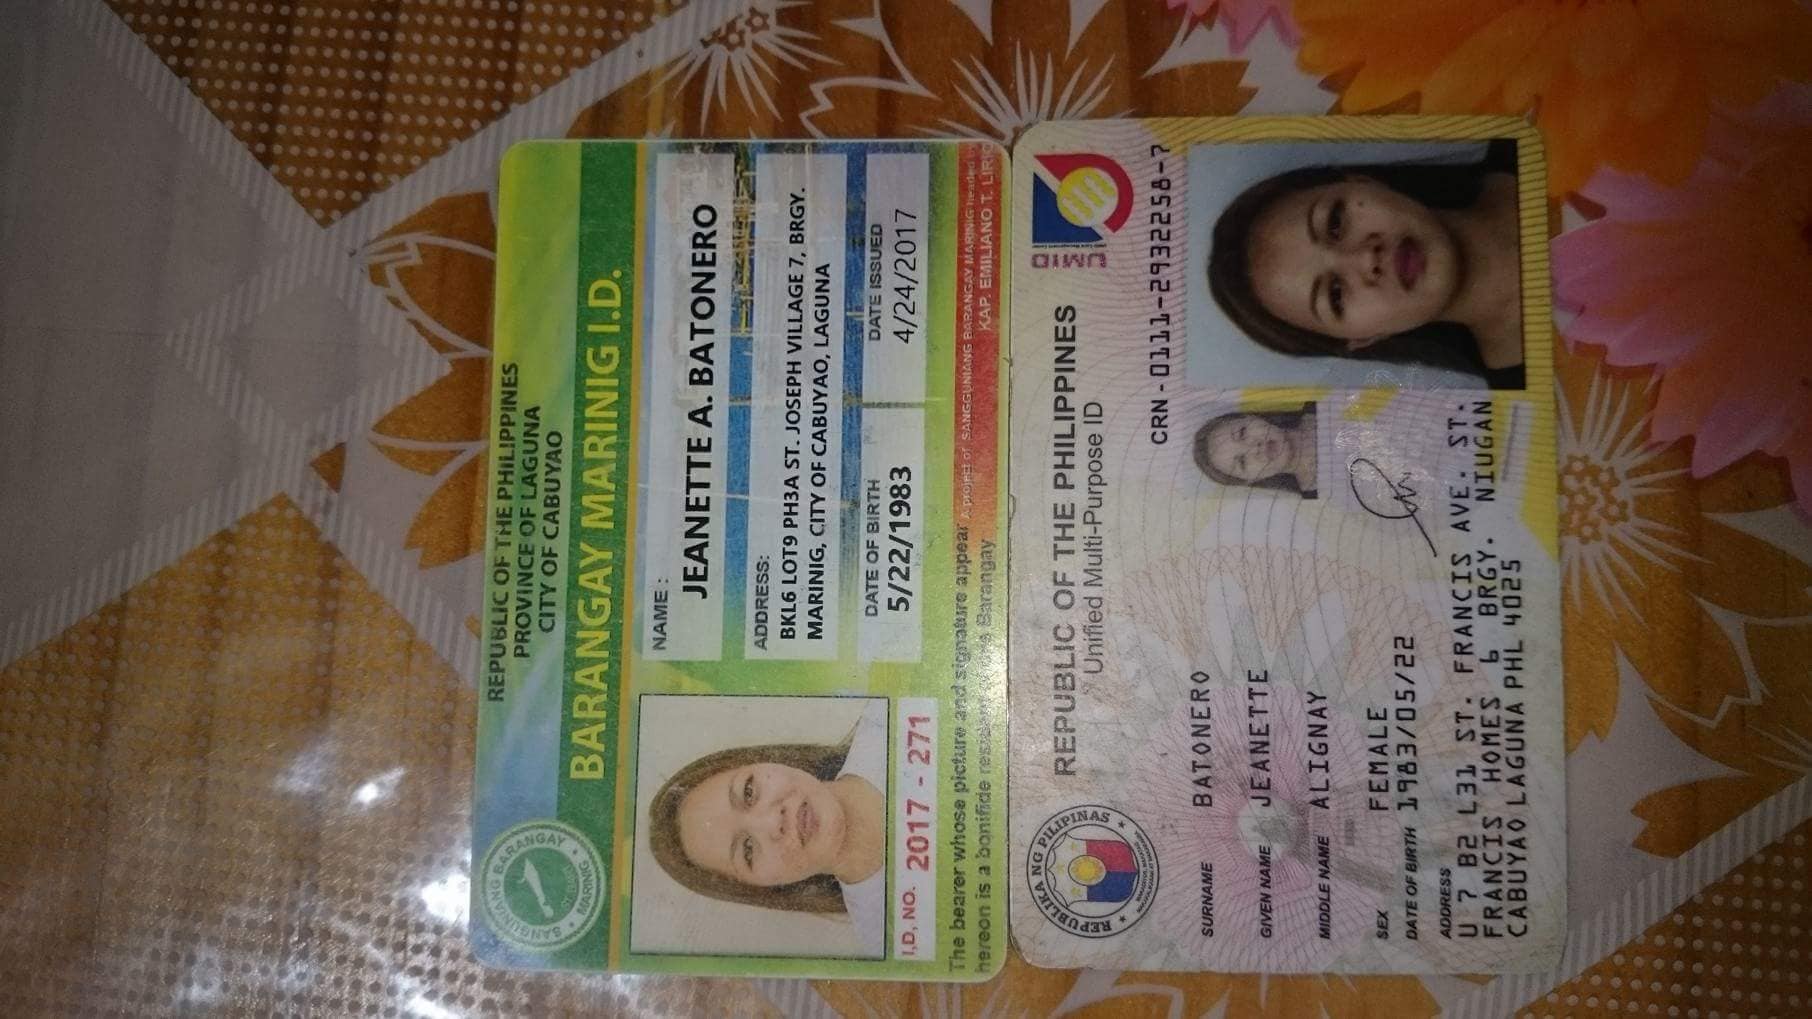 REPUBLIC OF THE PHILIPPINES
PROVINCE OF LAGUNA
CITY OF CABUYAO
BARANGAY MARINIG I.D.
SANGGUNIANG BARANGAY
MARINIG
NAME :
JEANETTE A. BATONERO
ADDRESS:
BKL6 LOT9 PH3A ST. JOSEPH VILLAGE 7, BRGY.
MARINIG, CITY OF CABUYAO, LAGUNA
DATE OF BIRTH
5/22/1983
DATE ISSUED
4/24/2017
I.D. NO. 2017 - 271
The bearer whose picture and signature appear
hereon is a bonifide resident of this Barangay
A project of SANGGUNIANG BARANGAY MARINIG headed
KAP. EMILIANO T. LIRIO
REPUBLIKA NG PILIPINAS
REPUBLIC OF THE PHILIPPINES
Unified Multi-Purpose ID
CRN-0111-2932258-7
SURNAME BATONERO
GIVEN NAME JEANETTE
MIDDLE NAME ALIGNAY
SEX FEMALE
DATE OF BIRTH 1983/05/22
ADDRESS
U 7 B2 L31 ST. FRANCIS AVE. ST.
FRANCIS HOMES 6 BRGY. NIUGAN
CABUYAO LAGUNA PHL 4025